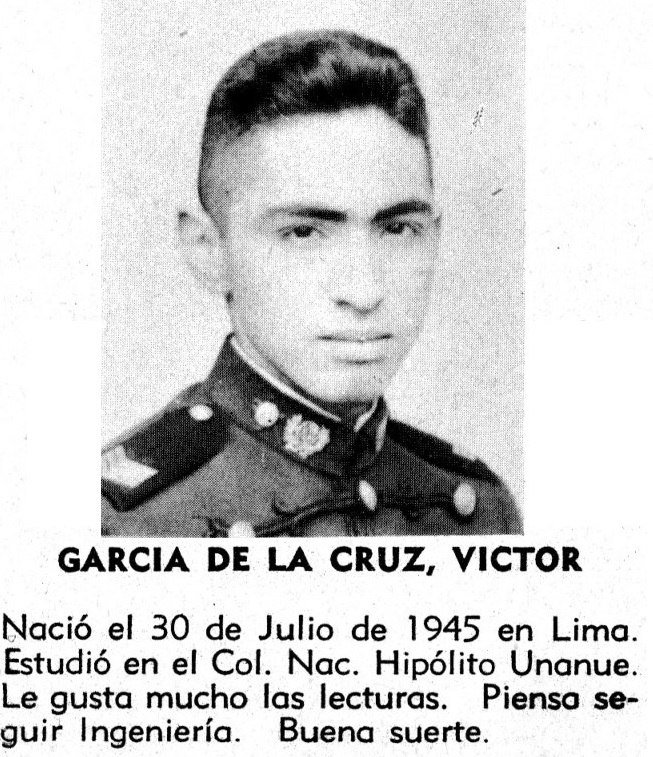 GARCIA DE LA CRUZ, VICTOR
Nació el 30 de Julio de 1945 en Lima.
Estudió en el Col. Nac. Hipólito Unanue.
Le gusta mucho las lecturas. Piensa se-
guir Ingeniería. Buena suerte.